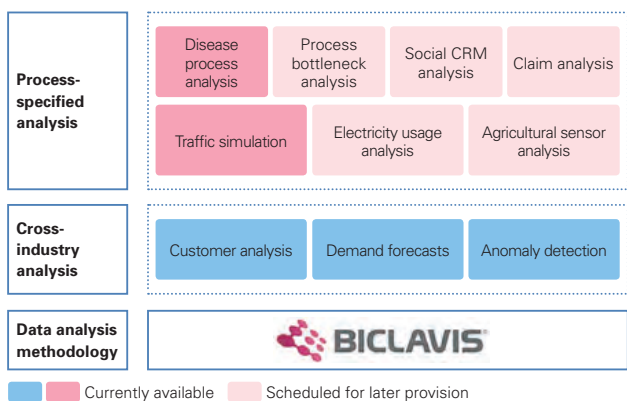 Process-
specified
analysis
Disease
process
analysis
Process
bottleneck
analysis
Social CRM
analysis
Claim analysis
Traffic simulation
Electricity usage
analysis
Agricultural sensor
analysis
Cross-
industry
analysis
Customer analysis
Demand forecasts
Anomaly detection
Data analysis
methodology
BICLAVIS
Currently available
Scheduled for later provision